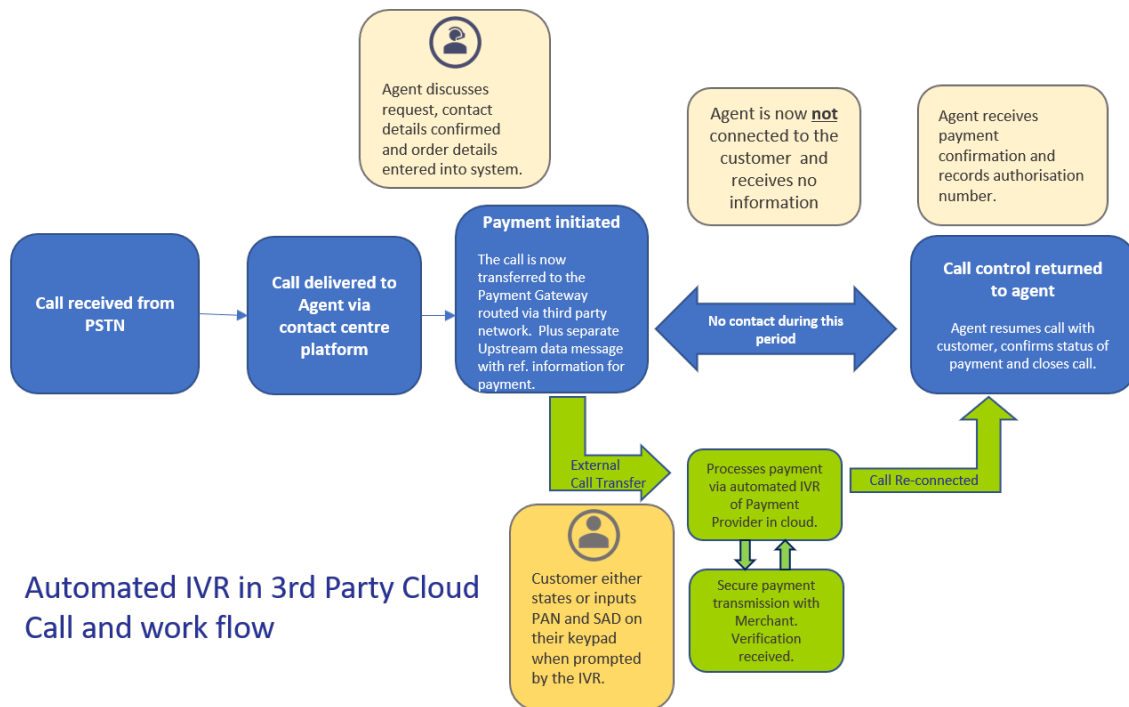 Agent discusses
request, contact
details confirmed
and order details
entered into system.
Agent is now not
connected to the
customer and
receives no
information
Agent receives
payment
confirmation and
records authorisation
number.
Call received from
PSTN
Call delivered to
Agent via
contact centre
platform
Payment initiated
The call is now
transferred to the
Payment Gateway
routed via third party
network. Plus separate
Upstream data message
with ref. information for
payment.
No contact during this
period
Call control returned
to agent
Agent resumes call with
customer, confirms status of
payment and closes call.
External
Call Transfer
Processes payment
via automated IVR
of Payment
Provider in cloud.
Call Re-connected
Customer either
states or inputs
PAN and SAD on
their keypad
when prompted
by the IVR.
Secure payment
transmission with
Merchant.
Verification
received.
Automated IVR in 3rd Party Cloud
Call and work flow